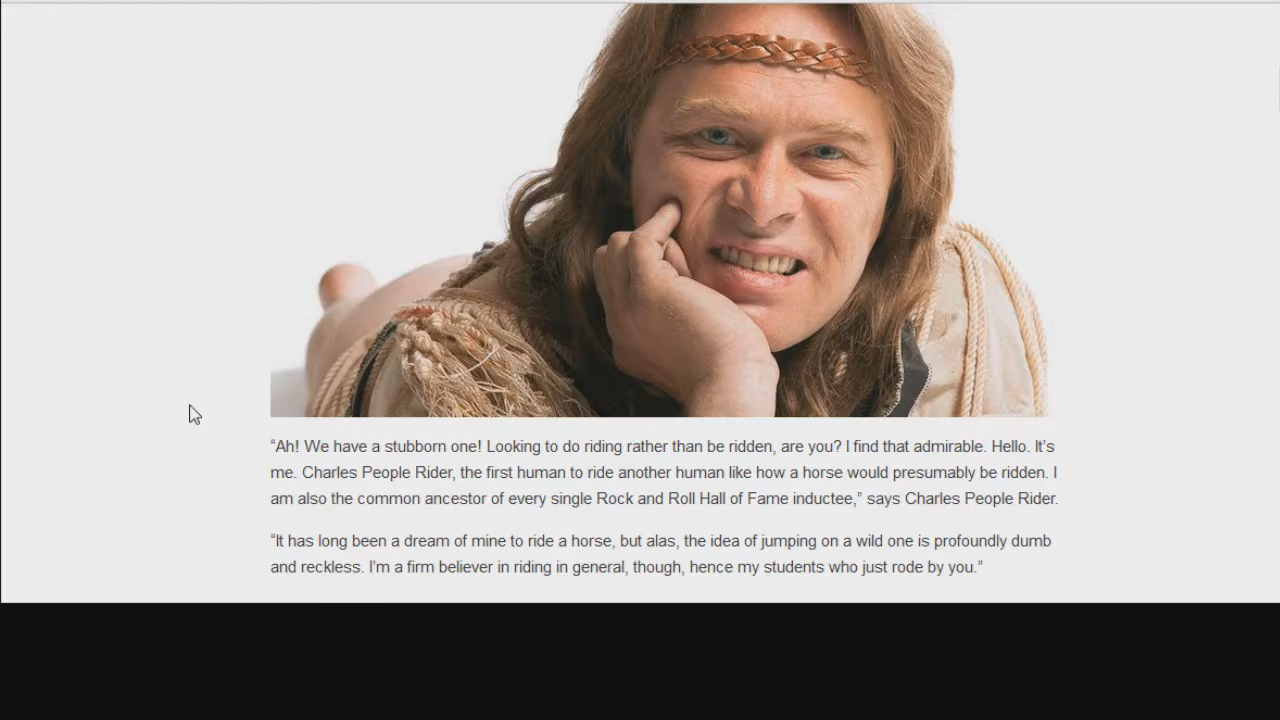 “Ah! We have a stubborn one! Looking to do riding rather than be ridden, are you? I find that admirable. Hello. It’s
me. Charles People Rider, the first human to ride another human like how a horse would presumably be ridden. I
am also the common ancestor of every single Rock and Roll Hall of Fame inductee,” says Charles People Rider.
“It has long been a dream of mine to ride a horse, but alas, the idea of jumping on a wild one is profoundly dumb
and reckless. I’m a firm believer in riding in general, though, hence my students who just rode by you.”